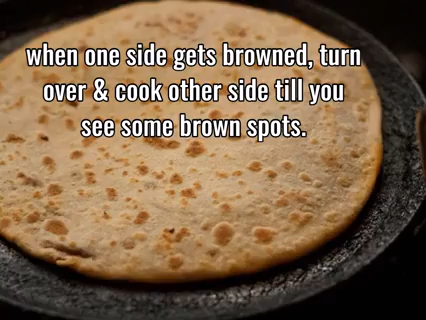 when one side gets browned, turn
over & cook other side till you
see some brown spots.